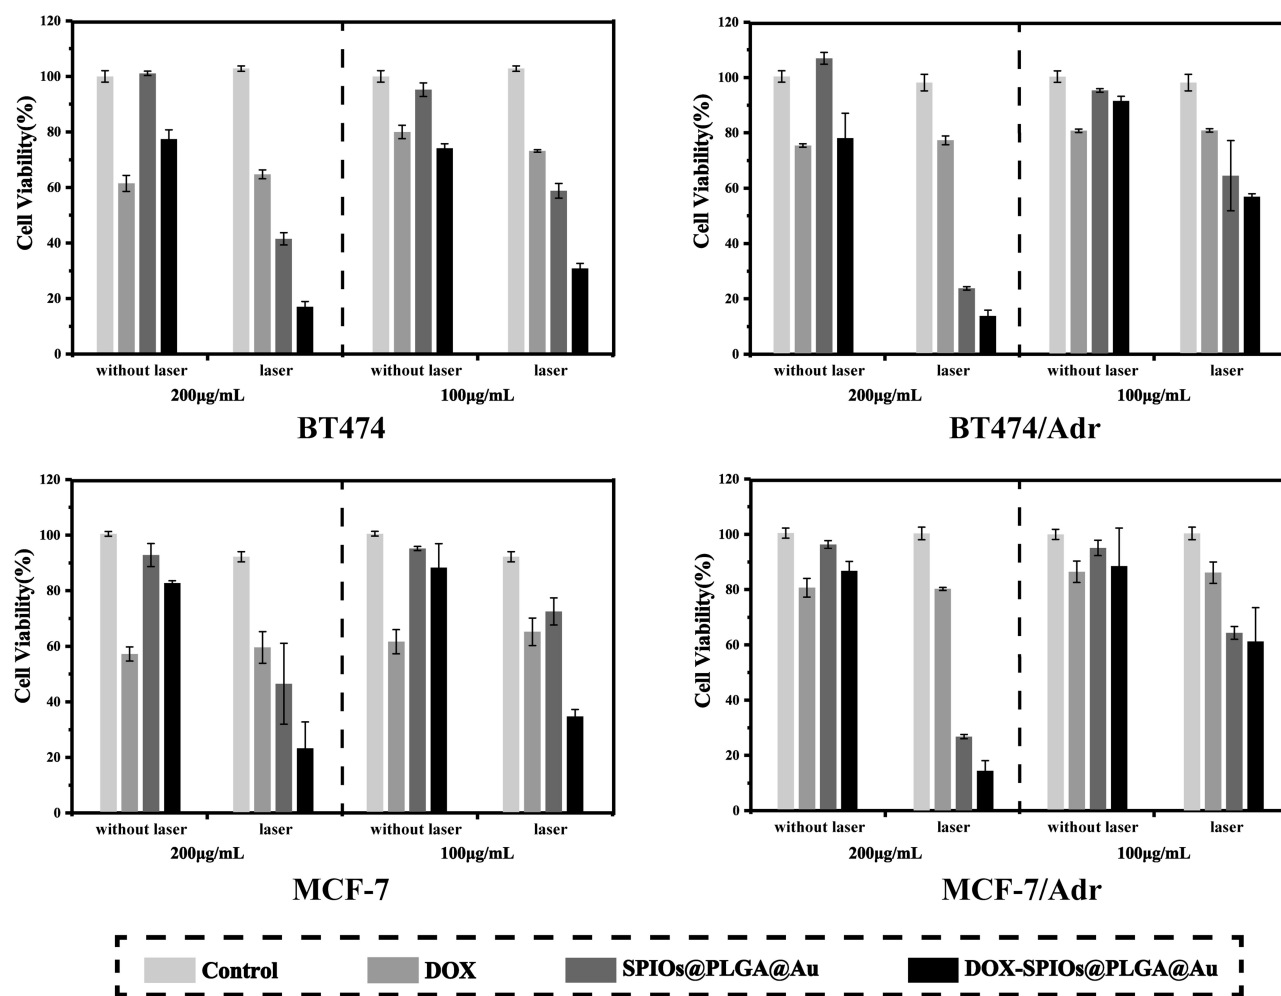 120
100
80
60
40
20
0
Cell Viability(%)
without laser laser without laser laser
200μg/mL 100μg/mL
BT474
120
100
80
60
40
20
0
Cell Viability(%)
without laser laser without laser laser
200μg/mL 100μg/mL
BT474/Adr
120
100
80
60
40
20
0
Cell Viability(%)
without laser laser without laser laser
200μg/mL 100μg/mL
MCF-7
120
100
80
60
40
20
0
Cell Viability(%)
without laser laser without laser laser
200μg/mL 100μg/mL
MCF-7/Adr
Control DOX SPIOs@PLGA@Au DOX-SPIOs@PLGA@Au